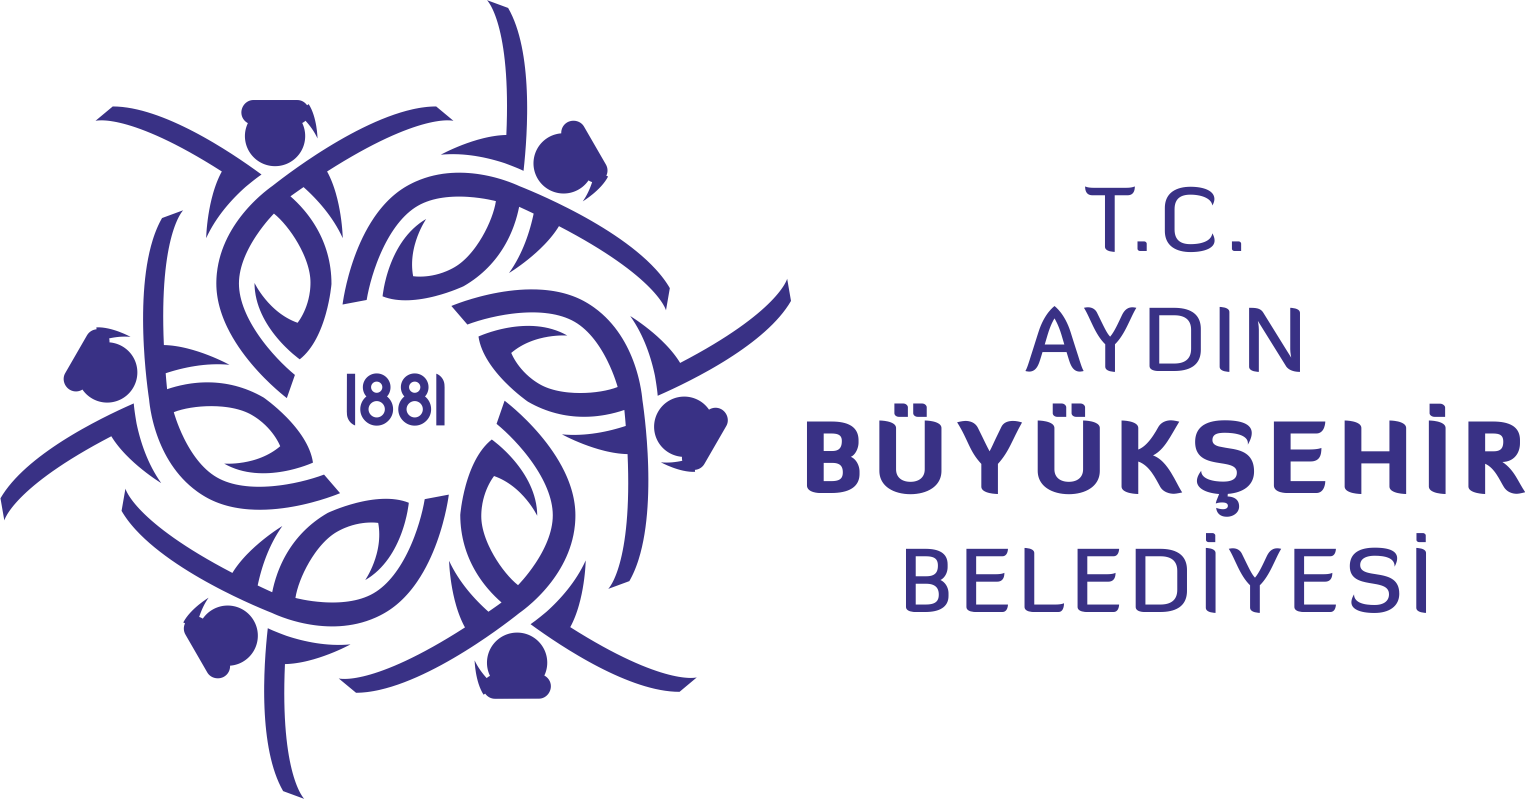 1881
T.C.
AYDIN
BÜYÜKŞEHİR
BELEDİYESİ